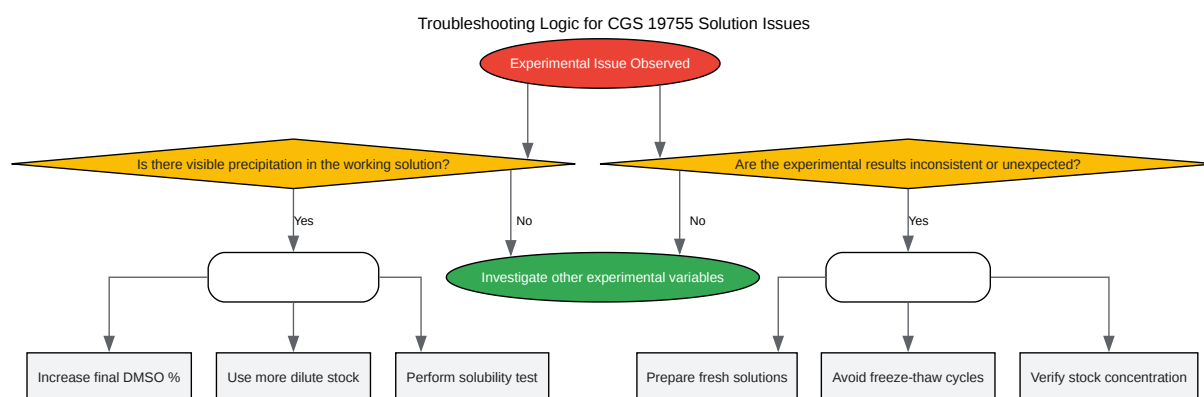 Troubleshooting Logic for CGS 19755 Solution Issues
Experimental Issue Observed
Is there visible precipitation in the working solution?
Are the experimental results inconsistent or unexpected?
Yes
No
No
Yes
Investigate other experimental variables
Increase final DMSO %
Use more dilute stock
Perform solubility test
Prepare fresh solutions
Avoid freeze-thaw cycles
Verify stock concentration